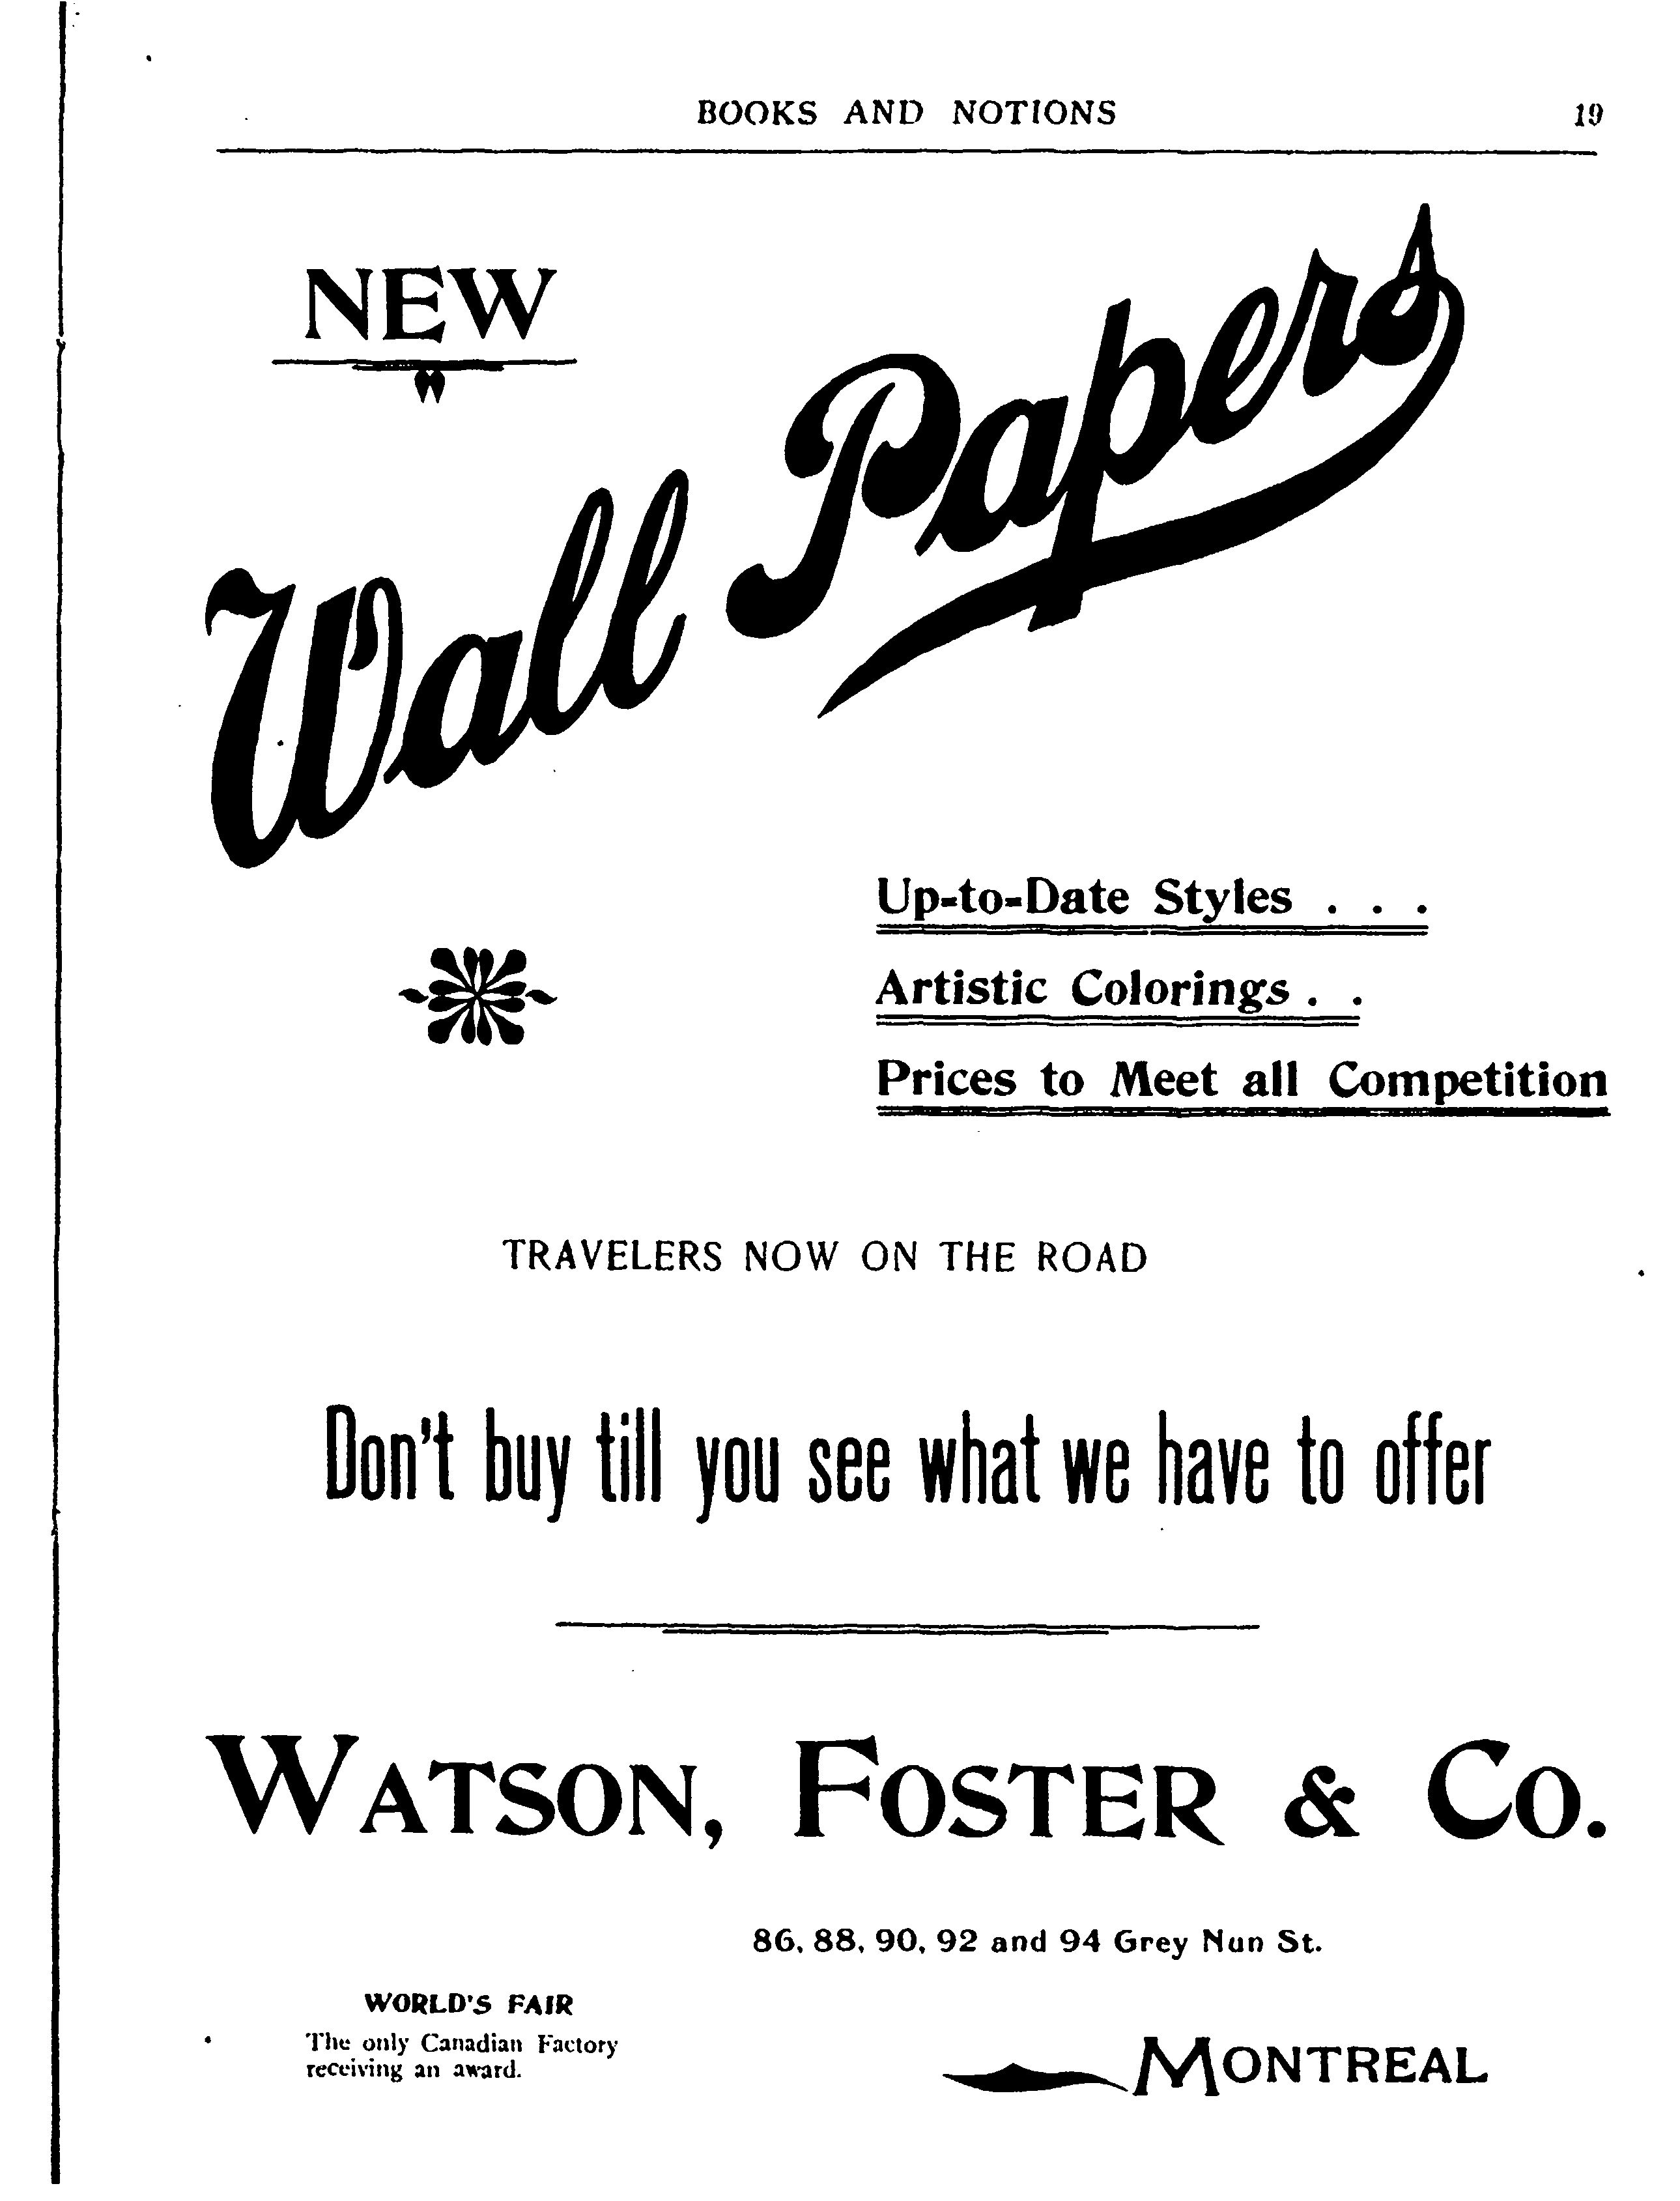 BOOKS AND NOTIONS 19
NEW
Wall Papers
Up-to-Date Styles . . .
Artistic Colorings . .
Prices to Meet all Competition
TRAVELERS NOW ON THE ROAD
Don't buy till you see what we have to offer
WATSON, FOSTER & CO.
86, 88, 90, 92 and 94 Grey Nun St.
WORLD'S FAIR
The only Canadian Factory
receiving an award.
MONTREAL